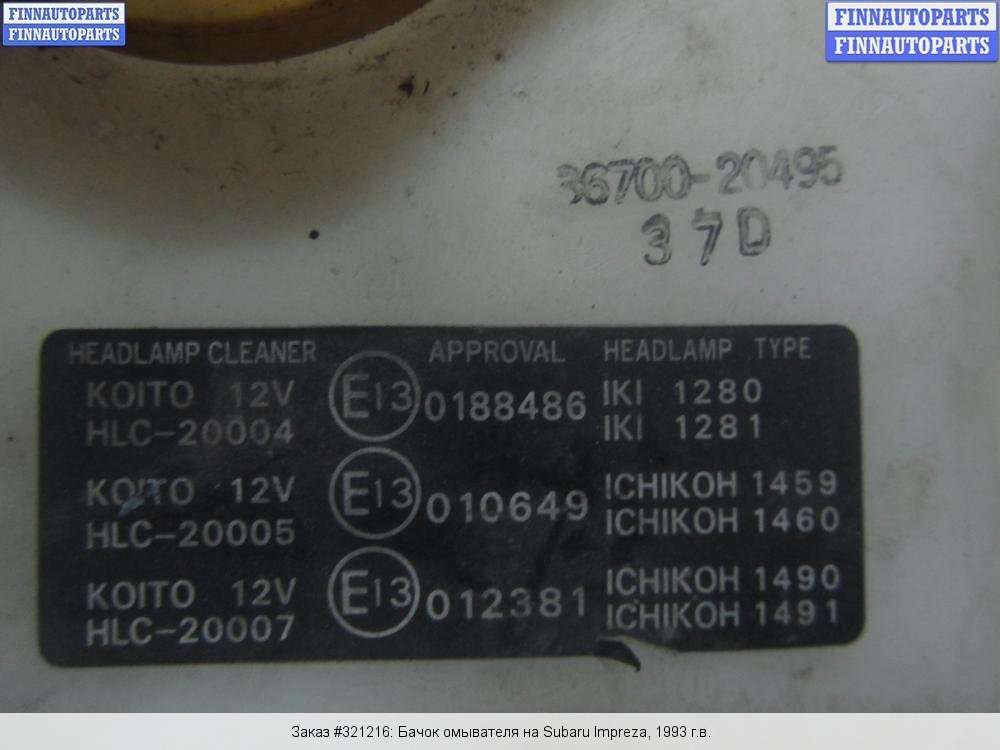 FINNAUTOPARTS
FINNAUTOPARTS
FINNAUTOPARTS
FINNAUTOPARTS
36700-20495
37D
HEADLAMP CLEANER APPROVAL HEADLAMP TYPE
KOITO 12V E13 0188486 IKI 1280
HLC-20004 IKI 1281
KOITO 12V E13 010649 ICHIKOH 1459
HLC-20005 ICHIKOH 1460
KOITO 12V E13 012381 ICHIKOH 1490
HLC-20007 ICHIKOH 1491
Заказ #321216: Бачок омывателя на Subaru Impreza, 1993 г.в.